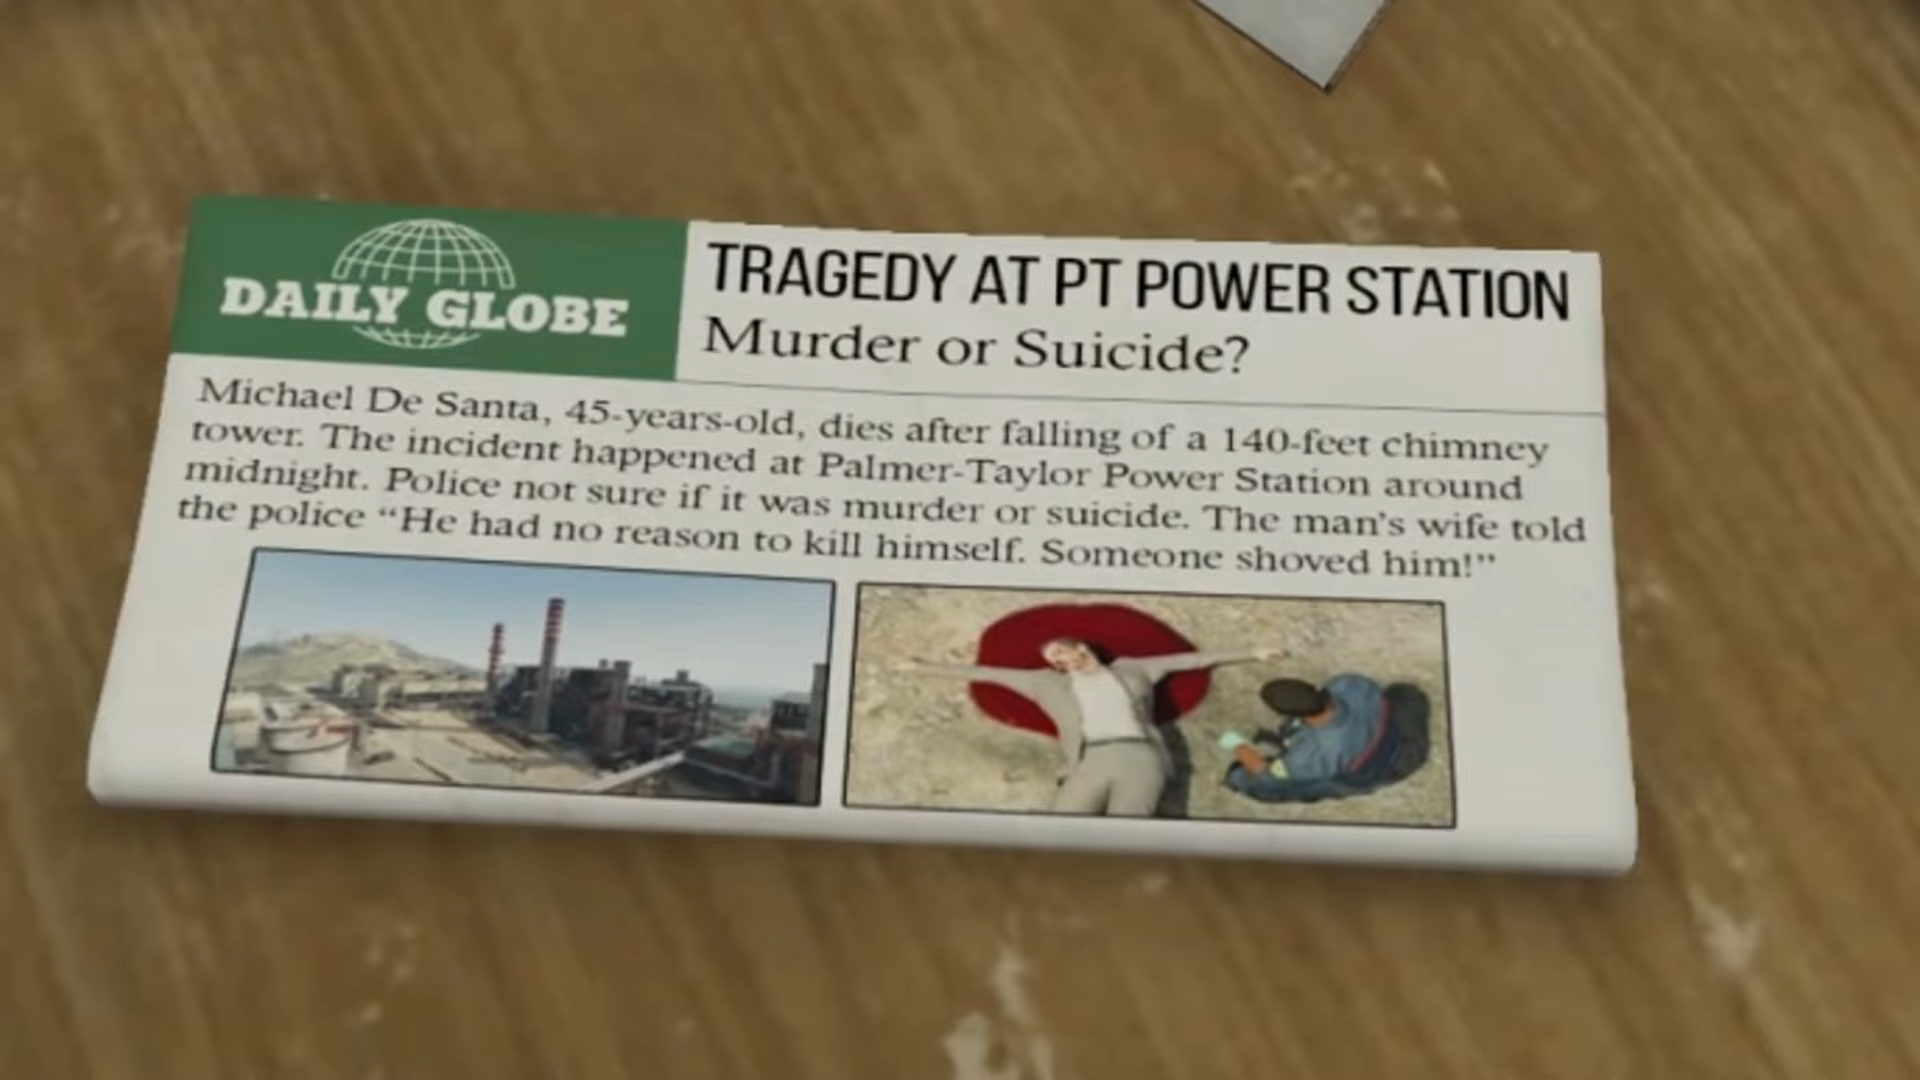 DAILY GLOBE
TRAGEDY AT PT POWER STATION
Murder or Suicide?
Michael De Santa, 45-years-old, dies after falling of a 140-feet chimney
tower. The incident happened at Palmer-Taylor Power Station around
midnight. Police not sure if it was murder or suicide. The man's wife told
the police “He had no reason to kill himself. Someone shoved him!”